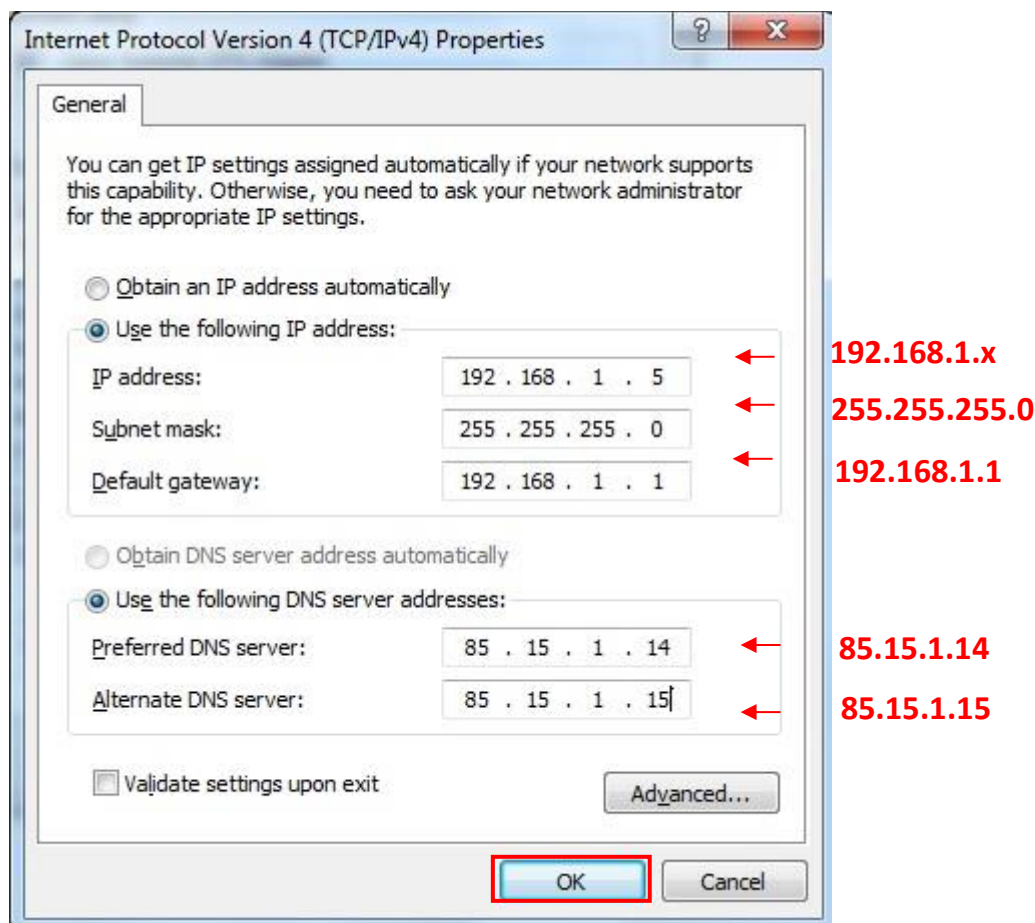 Internet Protocol Version 4 (TCP/IPv4) Properties
General
You can get IP settings assigned automatically if your network supports
this capability. Otherwise, you need to ask your network administrator
for the appropriate IP settings.
Obtain an IP address automatically
Use the following IP address:
IP address: 192 . 168 . 1 . 5 192.168.1.x
Subnet mask: 255 . 255 . 255 . 0 255.255.255.0
Default gateway: 192 . 168 . 1 . 1 192.168.1.1
Obtain DNS server address automatically
Use the following DNS server addresses:
Preferred DNS server: 85 . 15 . 1 . 14 85.15.1.14
Alternate DNS server: 85 . 15 . 1 . 15 85.15.1.15
Validate settings upon exit
Advanced...
OK Cancel